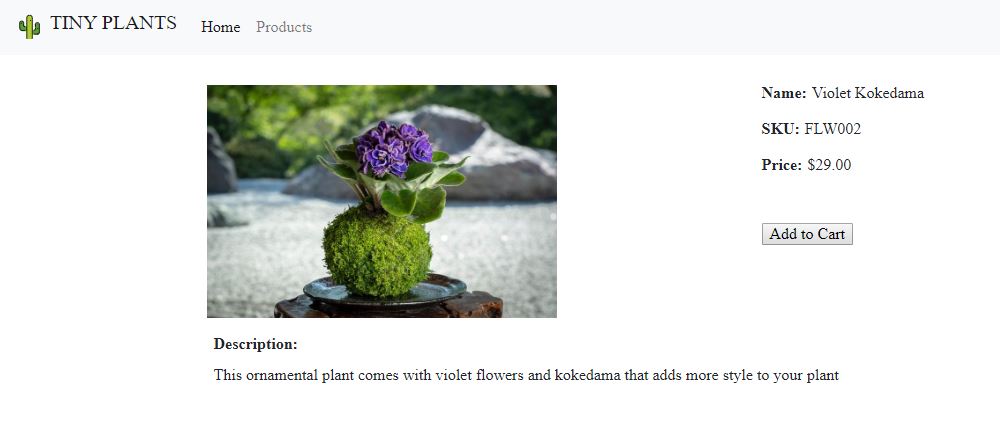 TINY PLANTS
Home Products
Name: Violet Kokedama
SKU: FLW002
Price: $29.00
Add to Cart
Description:
This ornamental plant comes with violet flowers and kokedama that adds more style to your plant